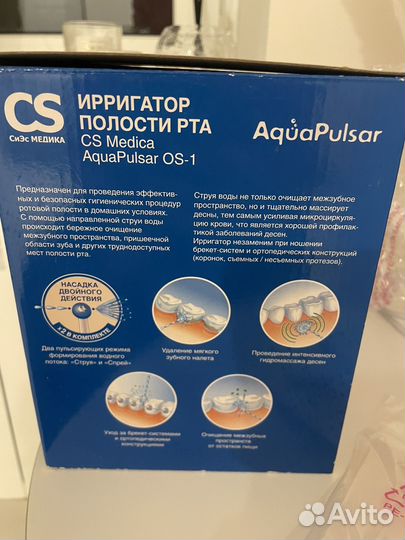 CS
СиЭс МЕДИКА
ИРРИГАТОР
ПОЛОСТИ РТА
CS Medica
AquaPulsar OS-1
AquaPulsar
Предназначен для проведения эффектив-
ных и безопасных гигиенических процедур
ротовой полости в домашних условиях.
С помощью направленной струи воды
происходит бережное очищение
межзубного пространства, пришеечной
области зуба и других труднодоступных
мест полости рта.
Струя воды не только очищает межзубное
пространство, но и тщательно массирует
десны, тем самым усиливая микроциркуля-
цию крови, что является хорошей профилак-
тикой заболеваний десен.
Ирригатор незаменим при ношении
брекет-систем и ортопедических конструкций
(коронок, съемных / несъемных протезов).
НАСАДКА
ДВОЙНОГО
ДЕЙСТВИЯ
x2 В КОМПЛЕКТЕ
Два пульсирующих режима
формирования водного
потока: «Струя» и «Спрей»
Удаление мягкого
зубного налета
Проведение интенсивного
гидромассажа десен
Уход за брекет-системами
и ортопедическими
конструкциями
Очищение межзубных
пространств
от остатков пищи
Avito